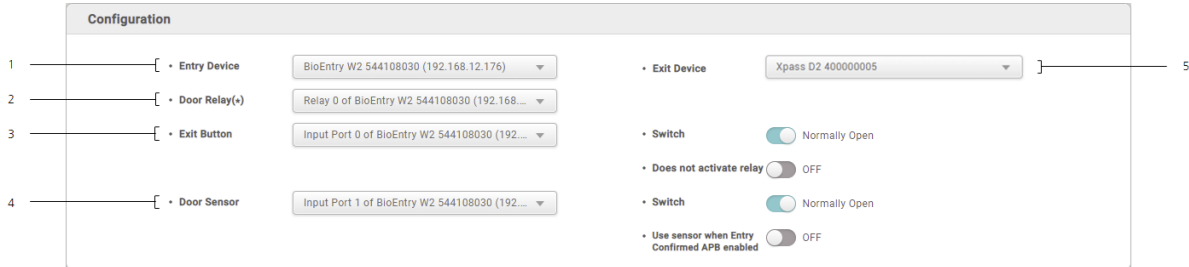 Configuration
1
• Entry Device
BioEntry W2 544108030 (192.168.12.176)
• Exit Device
Xpass D2 400000005
5
2
• Door Relay(*)
Relay 0 of BioEntry W2 544108030 (192.168....
3
• Exit Button
Input Port 0 of BioEntry W2 544108030 (192....
• Switch
Normally Open
• Does not activate relay
OFF
4
• Door Sensor
Input Port 1 of BioEntry W2 544108030 (192....
• Switch
Normally Open
• Use sensor when Entry
Confirmed APB enabled
OFF